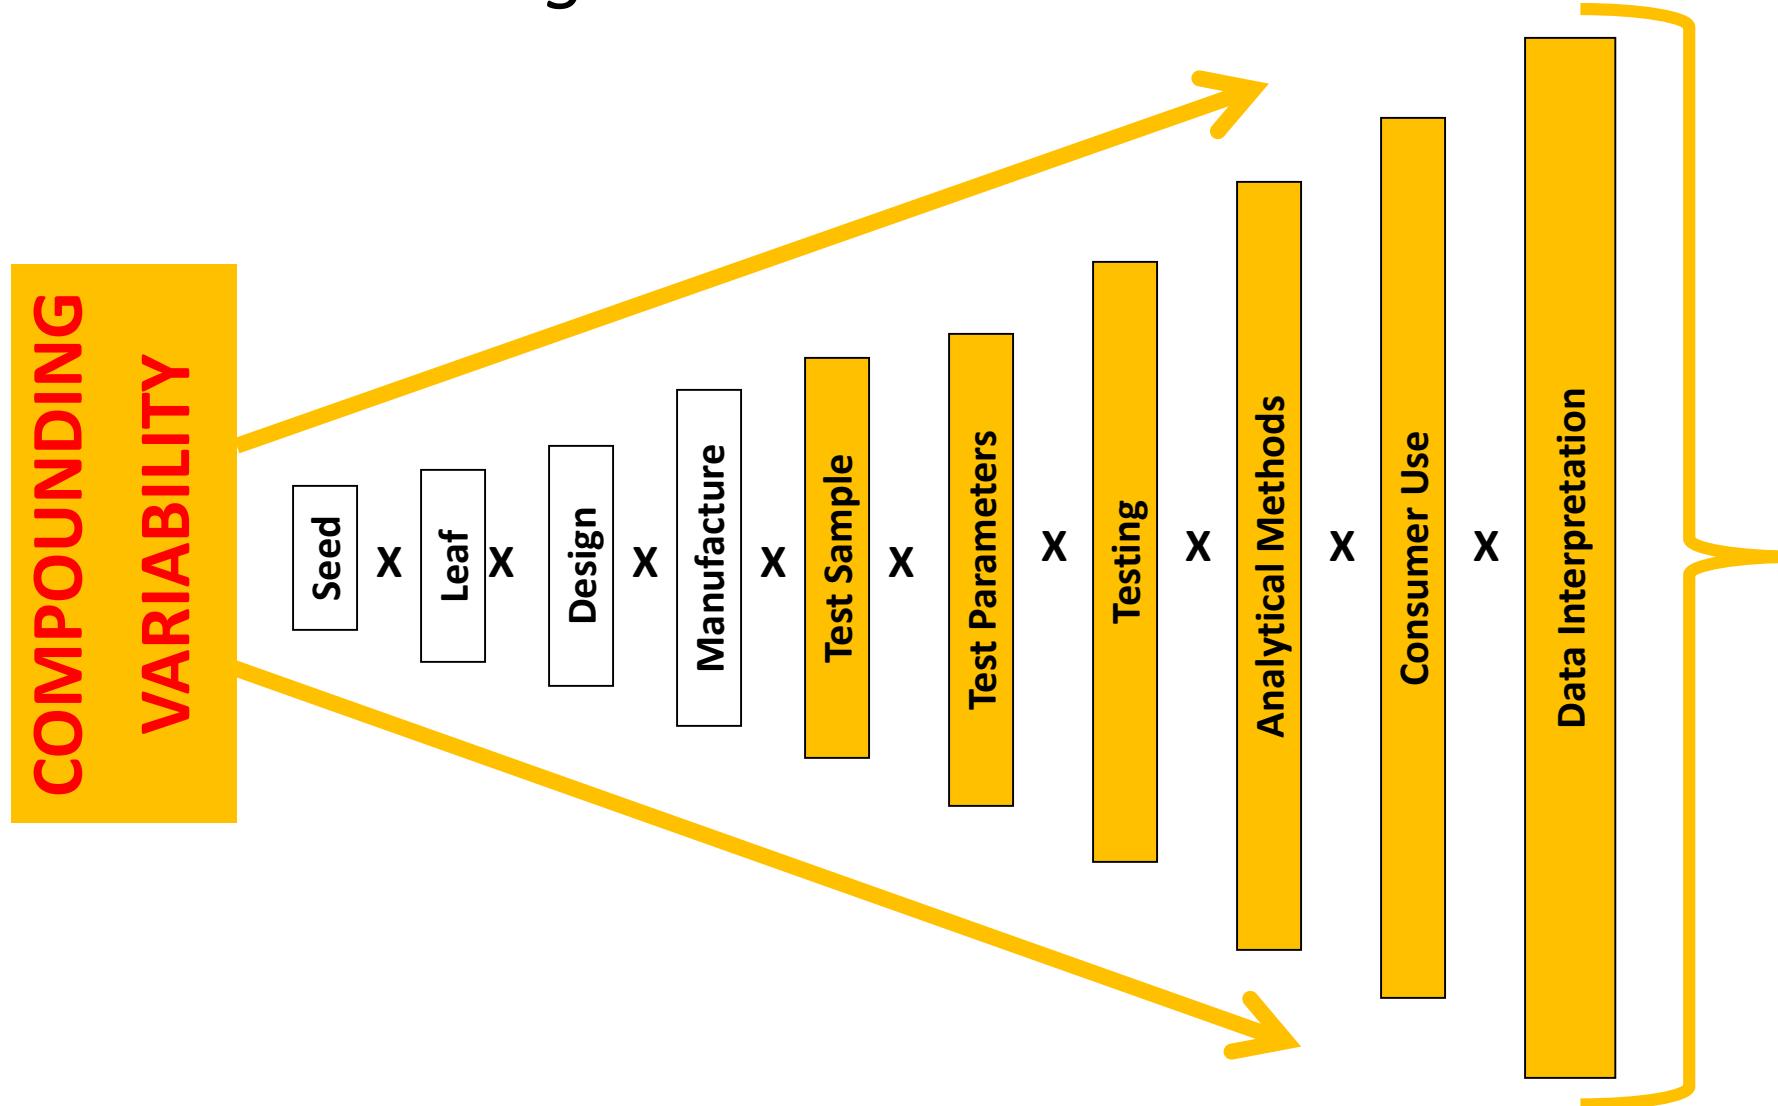 COMPOUNDING
VARIABILITY
Seed
X
Leaf
X
Design
X
Manufacture
X
Test Sample
X
Test Parameters
X
Testing
X
Analytical Methods
X
Consumer Use
X
Data Interpretation